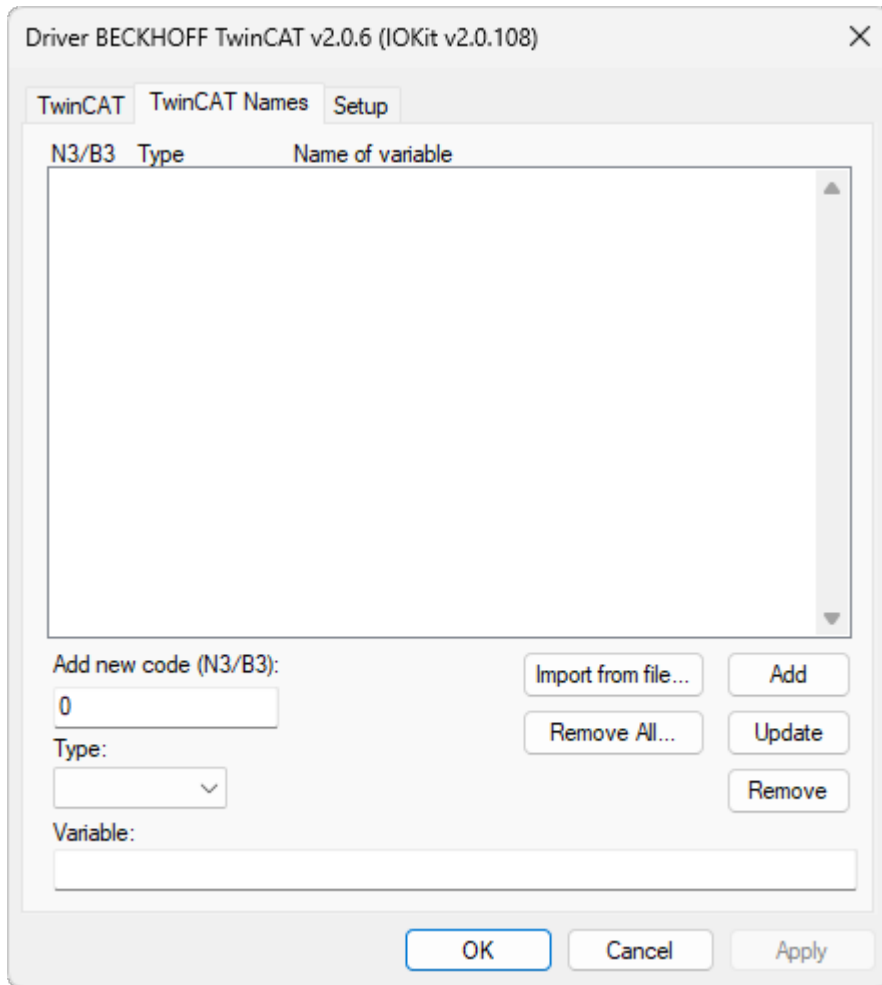 Driver BECKHOFF TwinCAT v2.0.6 (IOKit v2.0.108)
TwinCAT TwinCAT Names Setup
N3/B3 Type Name of variable
Add new code (N3/B3):
Import from file... Add
0
Remove All... Update
Type:
Remove
Variable:
OK Cancel Apply